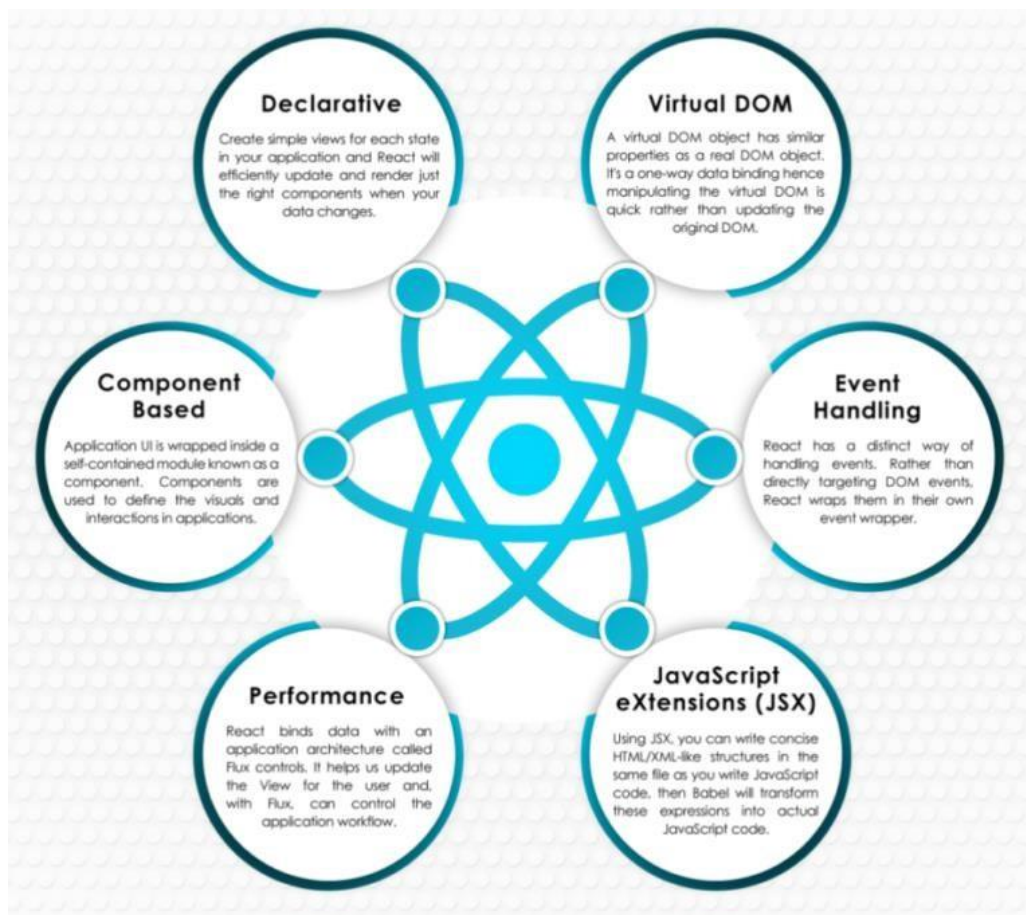 Declarative
Create simple views for each state
in your application and React will
efficiently update and render just
the right components when your
data changes.
Virtual DOM
A virtual DOM object has similar
properties as a real DOM object.
It's a one-way data binding hence
manipulating the virtual DOM is
quick rather than updating the
original DOM.
Component
Based
Application UI is wrapped inside a
self-contained module known as a
component. Components are
used to define the visuals and
interactions in applications.
Event
Handling
React has a distinct way of
handling events. Rather than
directly targeting DOM events,
React wraps them in their own
event wrapper.
Performance
React binds data with an
application architecture called
Flux controls. It helps us update
the View for the user and,
with Flux, can control the
application workflow.
JavaScript
eXtensions (JSX)
Using JSX, you can write concise
HTML/XML-like structures in the
same file as you write JavaScript
code, then Babel will transform
these expressions into actual
JavaScript code.